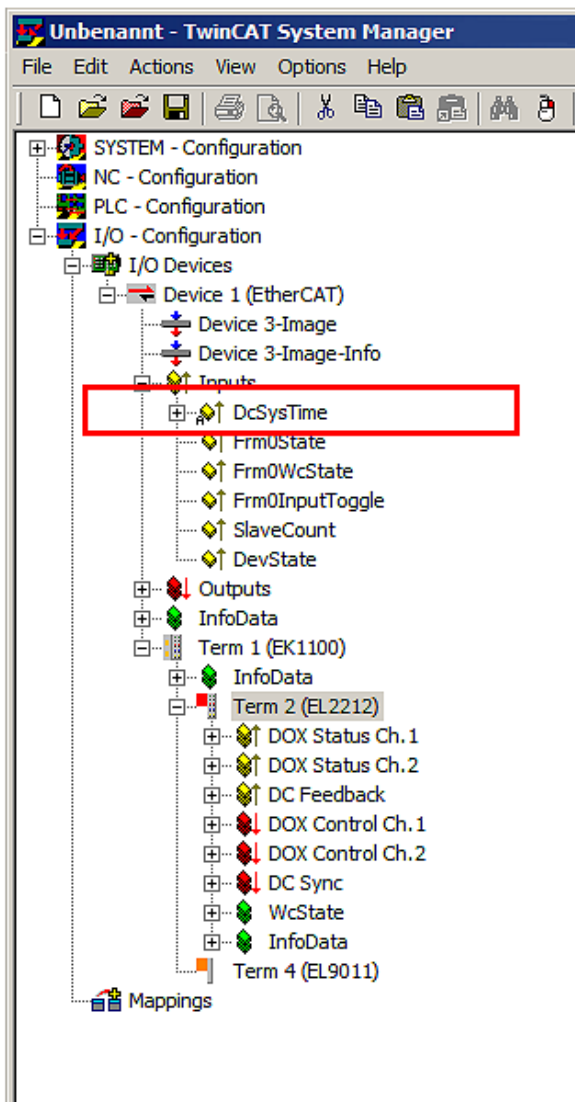 Unbenannt - TwinCAT System Manager
File Edit Actions View Options Help
SYSTEM - Configuration
NC - Configuration
PLC - Configuration
I/O - Configuration
I/O Devices
Device 1 (EtherCAT)
Device 3-Image
Device 3-Image-Info
Inputs
DcSysTime
Frm0State
Frm0WcState
Frm0InputToggle
SlaveCount
DevState
Outputs
InfoData
Term 1 (EK1100)
InfoData
Term 2 (EL2212)
DOX Status Ch.1
DOX Status Ch.2
DC Feedback
DOX Control Ch.1
DOX Control Ch.2
DC Sync
WcState
InfoData
Term 4 (EL9011)
Mappings